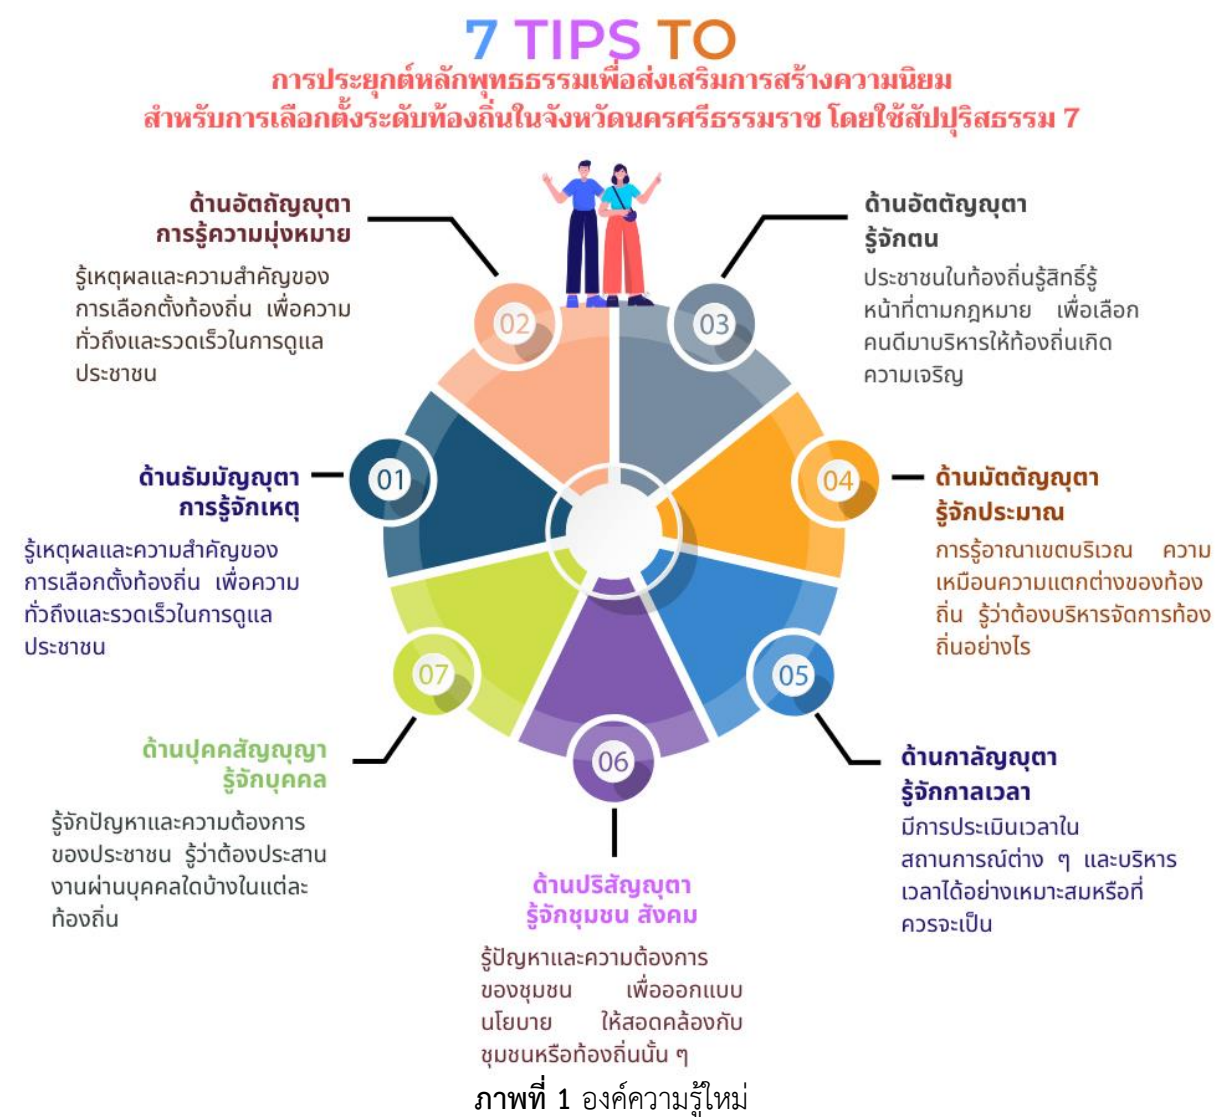 7 TIPS TO
การประยุกต์หลักพุทธธรรมเพื่อส่งเสริมการสร้างความนิยม
สำหรับการเลือกตั้งระดับท้องถิ่นในจังหวัดนครศรีธรรมราช โดยใช้สัปปุริสธรรม 7
ด้านธัมมัญญุตา
การรู้จักเหตุ
รู้เหตุผลและความสำคัญของ
การเลือกตั้งท้องถิ่น เพื่อความ
ทั่วถึงและรวดเร็วในการดูแล
ประชาชน
01
ด้านอัตถัญญุตา
การรู้ความมุ่งหมาย
รู้เหตุผลและความสำคัญของ
การเลือกตั้งท้องถิ่น เพื่อความ
ทั่วถึงและรวดเร็วในการดูแล
ประชาชน
02
ด้านอัตตัญญุตา
รู้จักตน
ประชาชนในท้องถิ่นรู้สิทธิ์รู้
หน้าที่ตามกฎหมาย เพื่อเลือก
คนดีมาบริหารให้ท้องถิ่นเกิด
ความเจริญ
03
ด้านมัตตัญญุตา
รู้จักประมาณ
การรู้อาณาเขตบริเวณ ความ
เหมือนความแตกต่างของท้อง
ถิ่น รู้ว่าต้องบริหารจัดการท้อง
ถิ่นอย่างไร
04
ด้านกาลัญญุตา
รู้จักกาลเวลา
มีการประเมินเวลาใน
สถานการณ์ต่าง ๆ และบริหาร
เวลาได้อย่างเหมาะสมหรือที่
ควรจะเป็น
05
ด้านปริสัญญุตา
รู้จักชุมชน สังคม
รู้ปัญหาและความต้องการ
ของชุมชน เพื่อออกแบบ
นโยบาย ให้สอดคล้องกับ
ชุมชนหรือท้องถิ่นนั้น ๆ
06
ด้านปุคคสัญญุญา
รู้จักบุคคล
รู้จักปัญหาและความต้องการ
ของประชาชน รู้ว่าต้องประสาน
งานผ่านบุคคลใดบ้างในแต่ละ
ท้องถิ่น
07
ภาพที่ 1 องค์ความรู้ใหม่